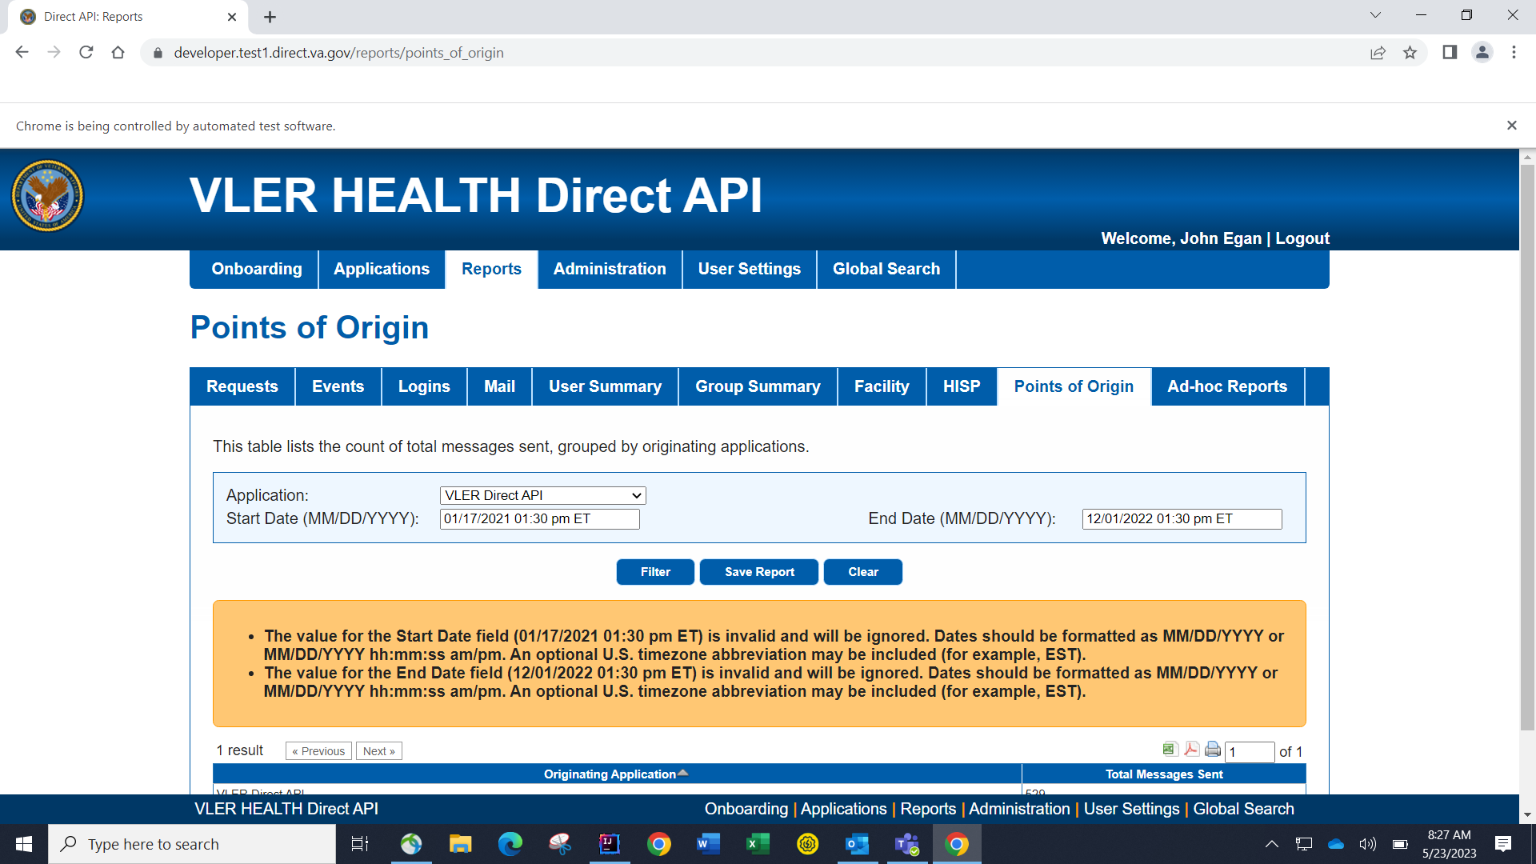 Direct API: Reports
developer.test1.direct.va.gov/reports/points_of_origin
Chrome is being controlled by automated test software.
VLER HEALTH Direct API
Welcome, John Egan | Logout
Onboarding Applications Reports Administration User Settings Global Search
Points of Origin
Requests Events Logins Mail User Summary Group Summary Facility HISP Points of Origin Ad-hoc Reports
This table lists the count of total messages sent, grouped by originating applications.
Application: VLER Direct API
Start Date (MM/DD/YYYY): 01/17/2021 01:30 pm ET End Date (MM/DD/YYYY): 12/01/2022 01:30 pm ET
Filter Save Report Clear
• The value for the Start Date field (01/17/2021 01:30 pm ET) is invalid and will be ignored. Dates should be formatted as MM/DD/YYYY or
MM/DD/YYYY hh:mm:ss am/pm. An optional U.S. timezone abbreviation may be included (for example, EST).
• The value for the End Date field (12/01/2022 01:30 pm ET) is invalid and will be ignored. Dates should be formatted as MM/DD/YYYY or
MM/DD/YYYY hh:mm:ss am/pm. An optional U.S. timezone abbreviation may be included (for example, EST).
1 result « Previous Next » 1 of 1
Originating Application Total Messages Sent
VLER Direct API 529
VLER HEALTH Direct API Onboarding | Applications | Reports | Administration | User Settings | Global Search
Type here to search
8:27 AM
5/23/2023